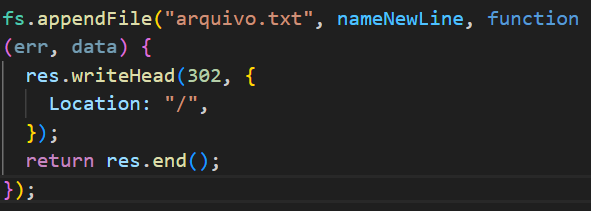 fs.appendFile("arquivo.txt", nameNewLine, function
(err, data) {
  res.writeHead(302, {
    Location: "/",
  });
  return res.end();
});